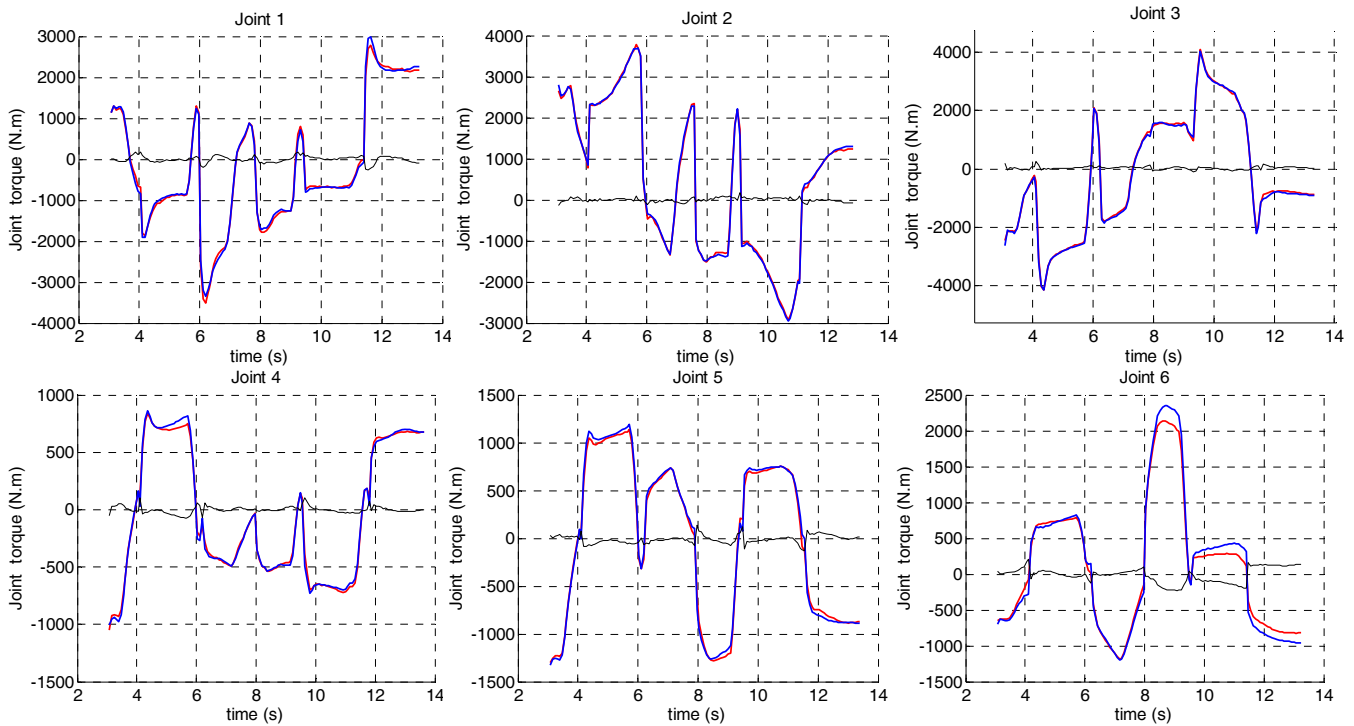 Joint 1
Joint torque (N.m)
3000
2000
1000
0
-1000
-2000
-3000
-4000
2 4 6 8 10 12 14
time (s)
Joint 2
Joint torque (N.m)
4000
3000
2000
1000
0
-1000
-2000
-3000
2 4 6 8 10 12 14
time (s)
Joint 3
Joint torque (N.m)
4000
2000
0
-2000
-4000
4 6 8 10 12 14
time (s)
Joint 4
Joint torque (N.m)
1000
500
0
-500
-1000
-1500
2 4 6 8 10 12 14
time (s)
Joint 5
Joint torque (N.m)
1000
500
0
-500
-1000
-1500
2 4 6 8 10 12 14
time (s)
Joint 6
Joint torque (N.m)
2500
2000
1500
1000
500
0
-500
-1000
-1500
2 4 6 8 10 12 14
time (s)